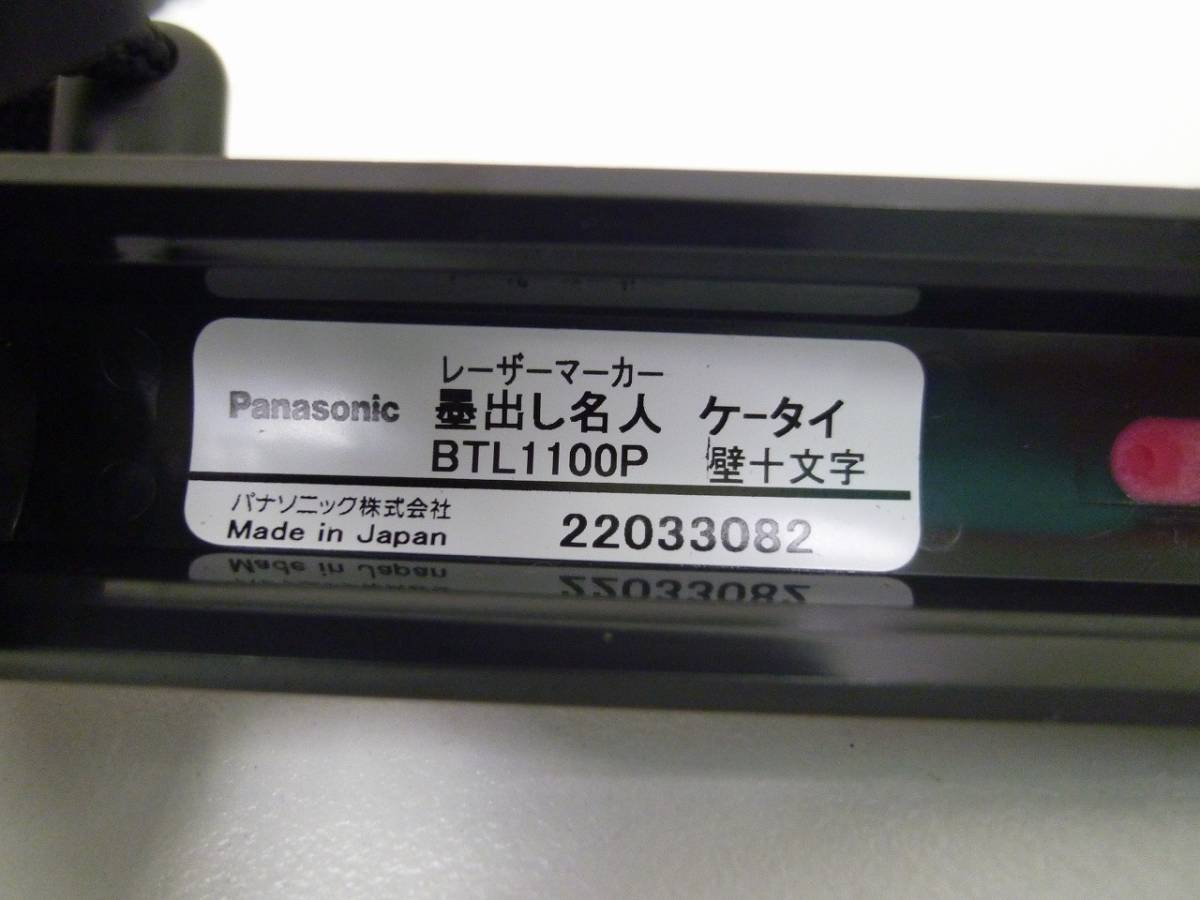 レーザーマーカー
Panasonic 墨出し名人 ケータイ
BTL1100P 壁十文字
パナソニック株式会社
Made in Japan 22033082